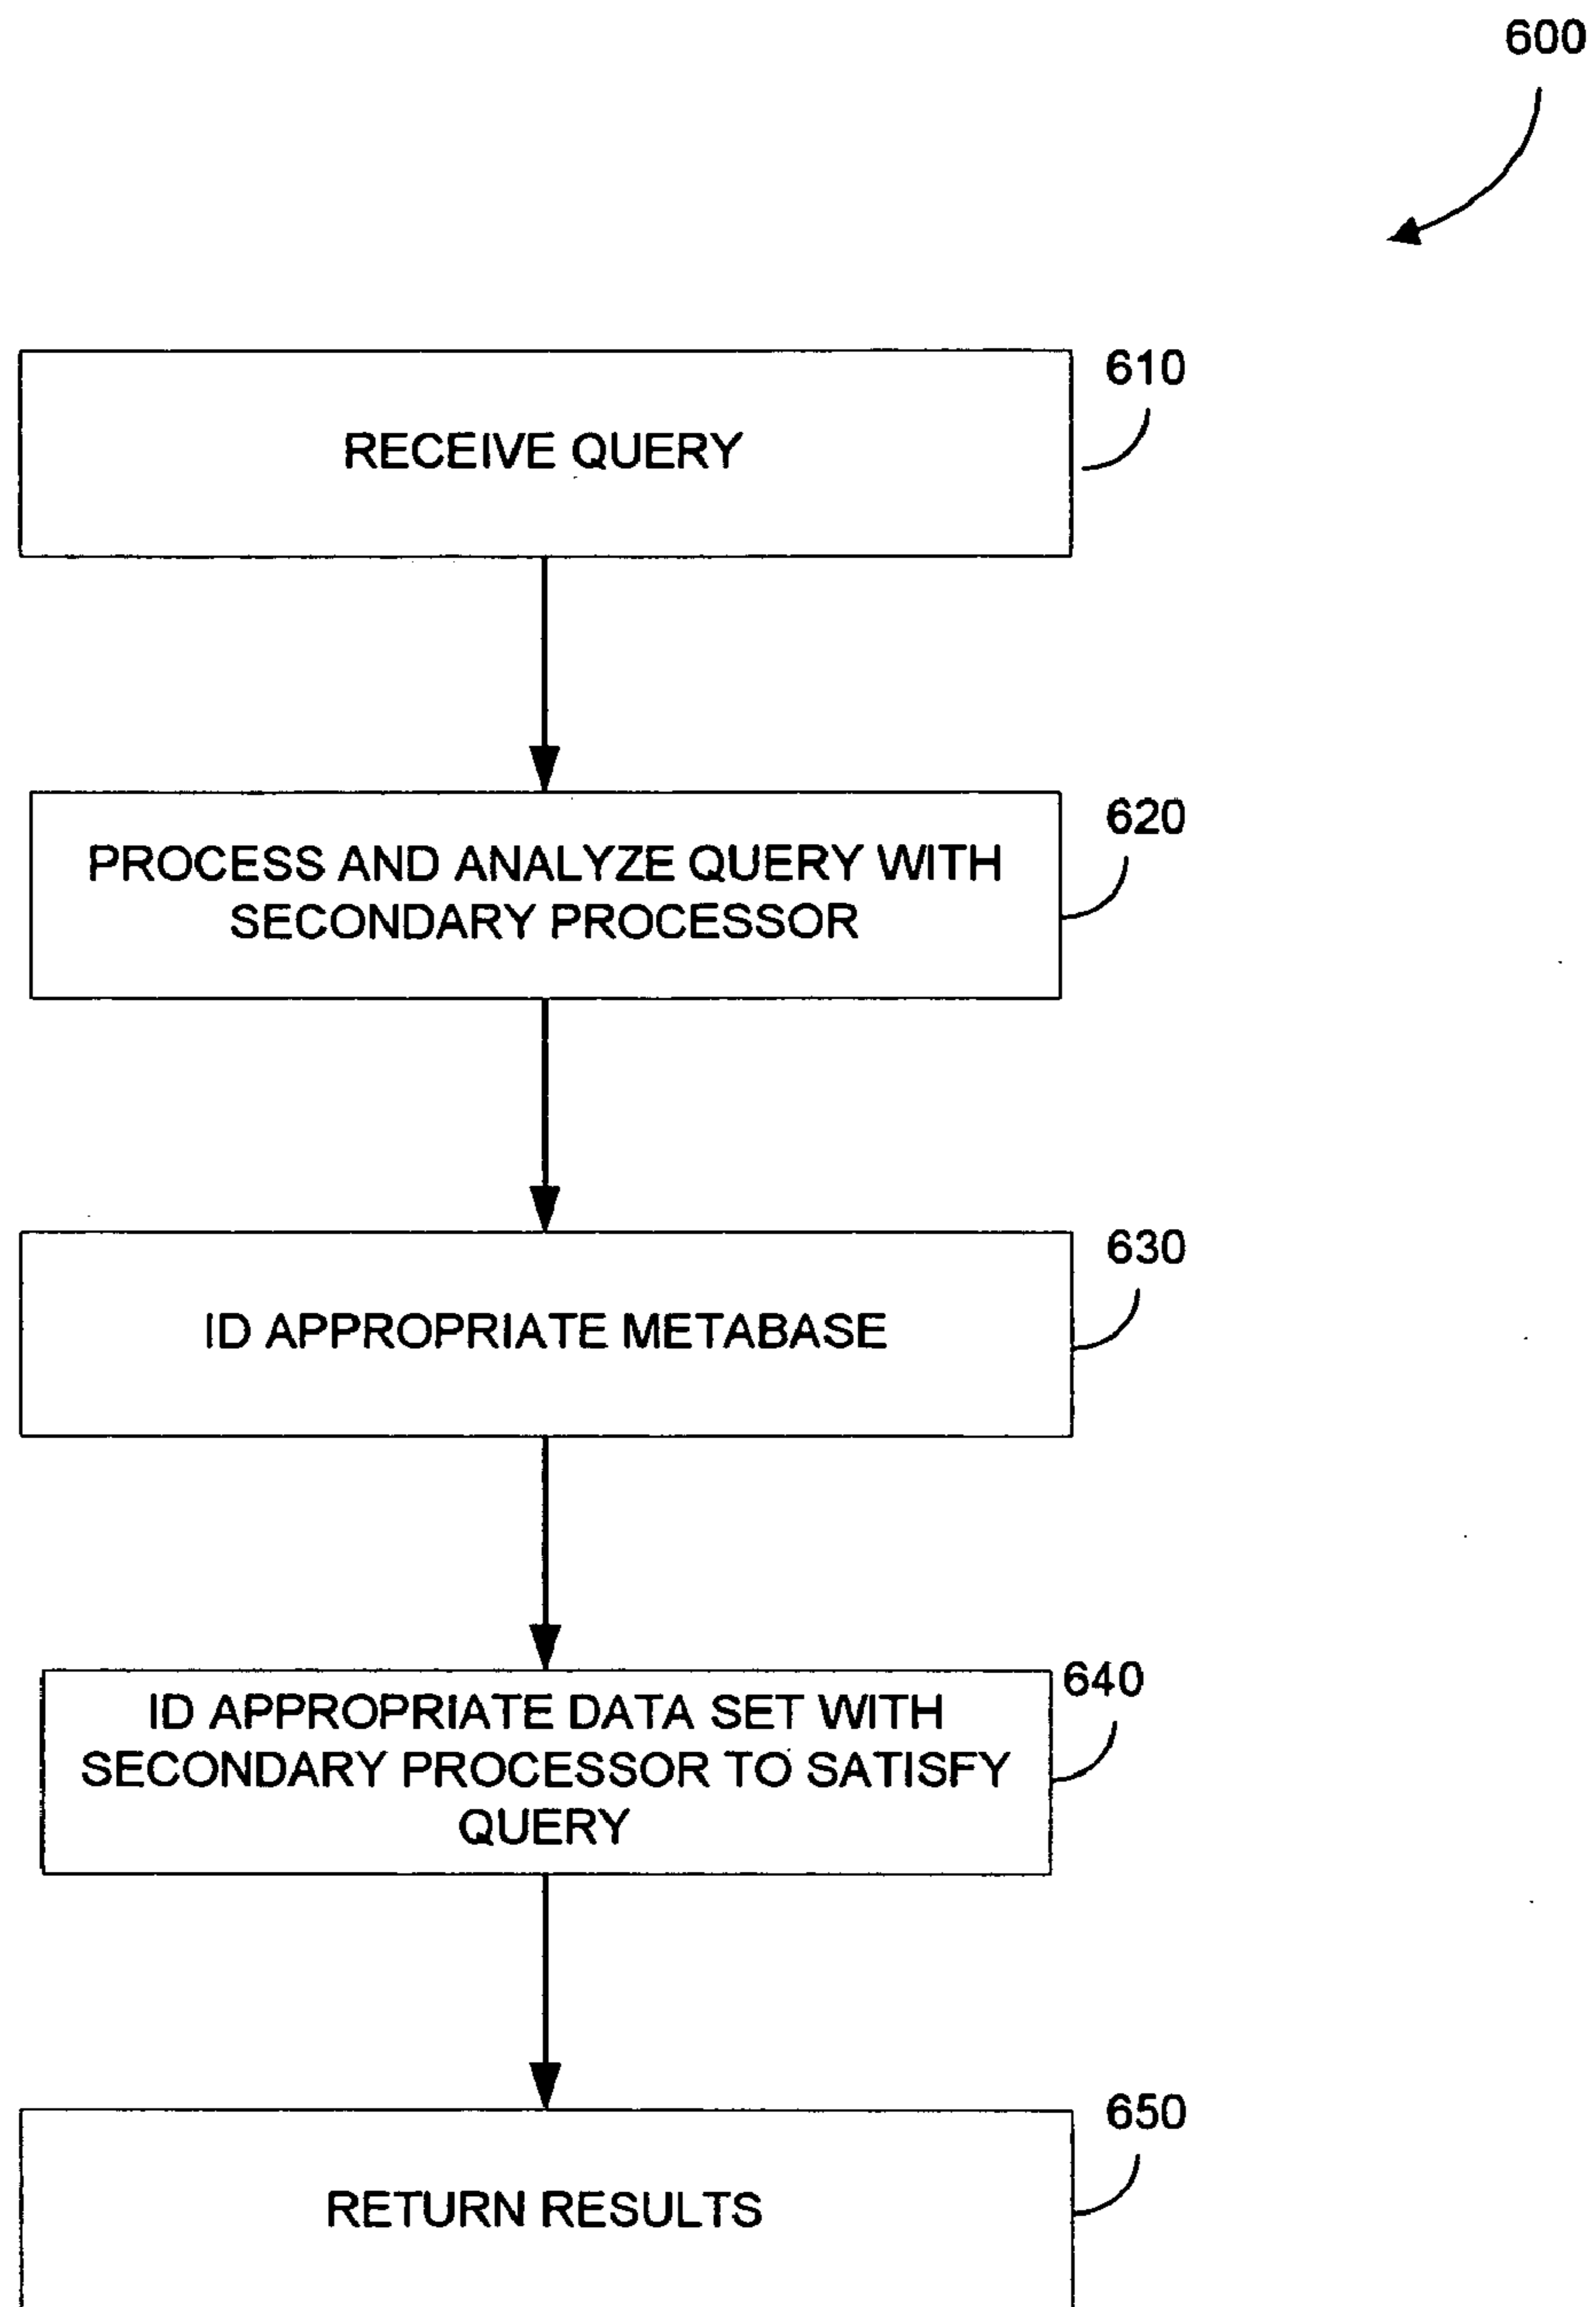 600
610
RECEIVE QUERY
620
PROCESS AND ANALYZE QUERY WITH
SECONDARY PROCESSOR
630
ID APPROPRIATE METABASE
640
ID APPROPRIATE DATA SET WITH
SECONDARY PROCESSOR TO SATISFY
QUERY
650
RETURN RESULTS